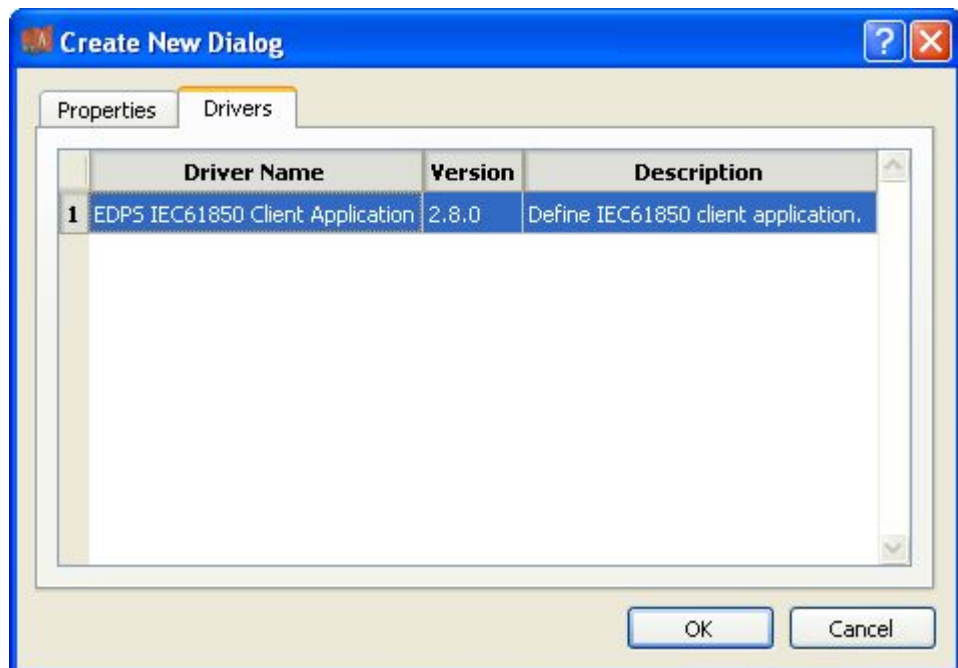 Create New Dialog
Properties Drivers
Driver Name Version Description
1 EDPS IEC61850 Client Application 2.8.0 Define IEC61850 client application.
OK Cancel